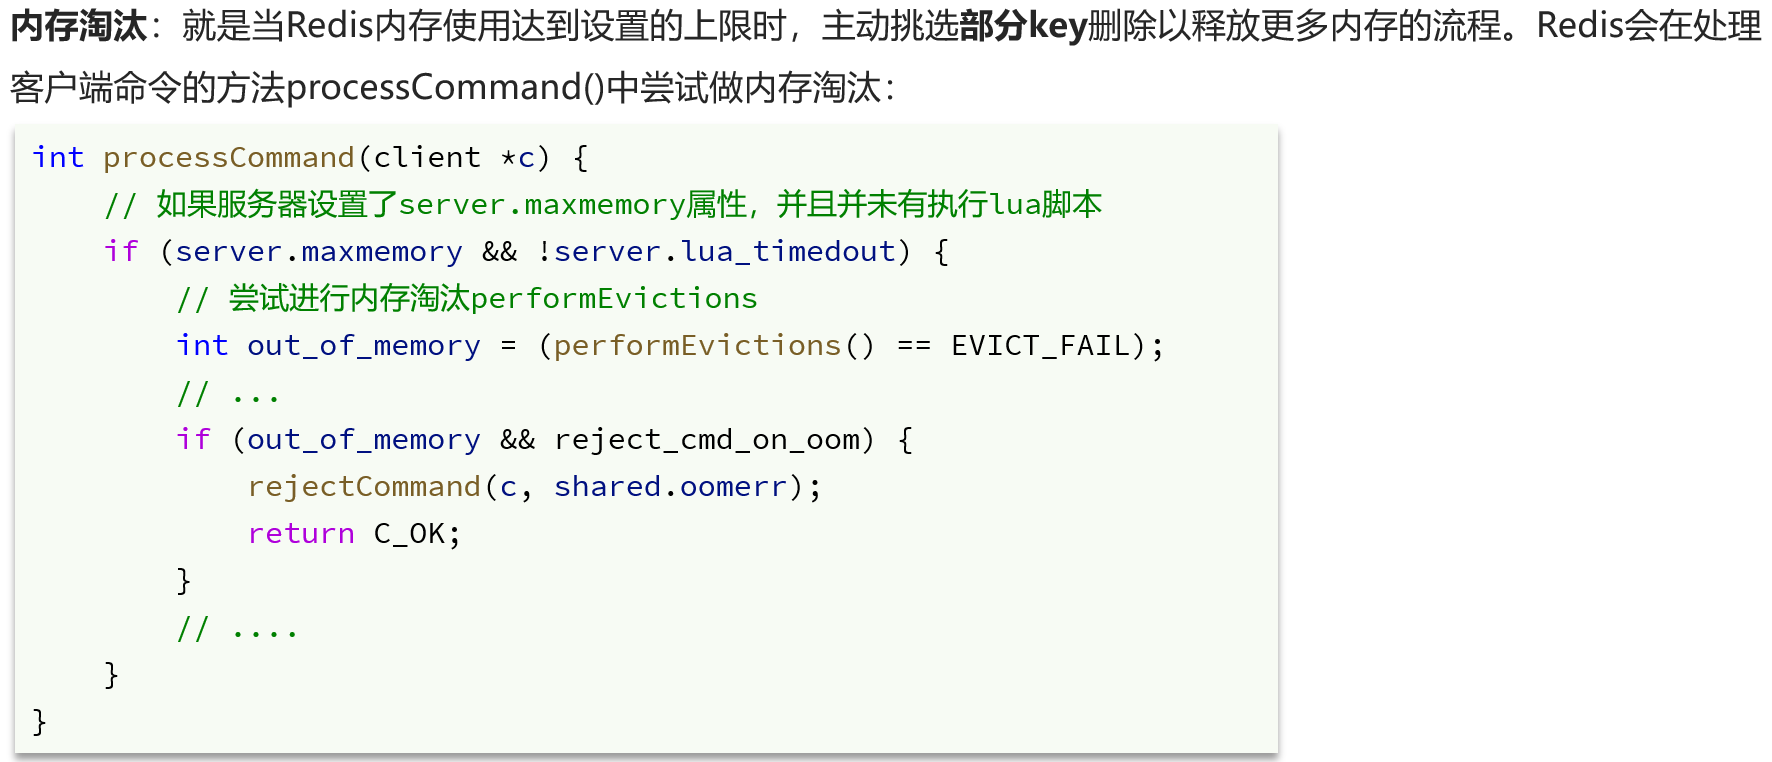 内存淘汰：就是当Redis内存使用达到设置的上限时，主动挑选部分key删除以释放更多内存的流程。Redis会在处理
客户端命令的方法processCommand()中尝试做内存淘汰：
int processCommand(client *c) {
    // 如果服务器设置了server.maxmemory属性，并且并未有执行lua脚本
    if (server.maxmemory && !server.lua_timedout) {
        // 尝试进行内存淘汰performEvictions
        int out_of_memory = (performEvictions() == EVICT_FAIL);
        // ...
        if (out_of_memory && reject_cmd_on_oom) {
            rejectCommand(c, shared.oomerr);
            return C_OK;
        }
        // ....
    }
}